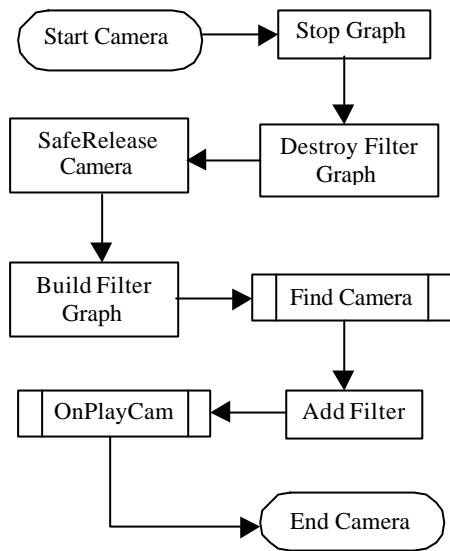 Start Camera
Stop Graph
SafeRelease
Camera
Destroy Filter
Graph
Build Filter
Graph
Find Camera
OnPlayCam
Add Filter
End Camera